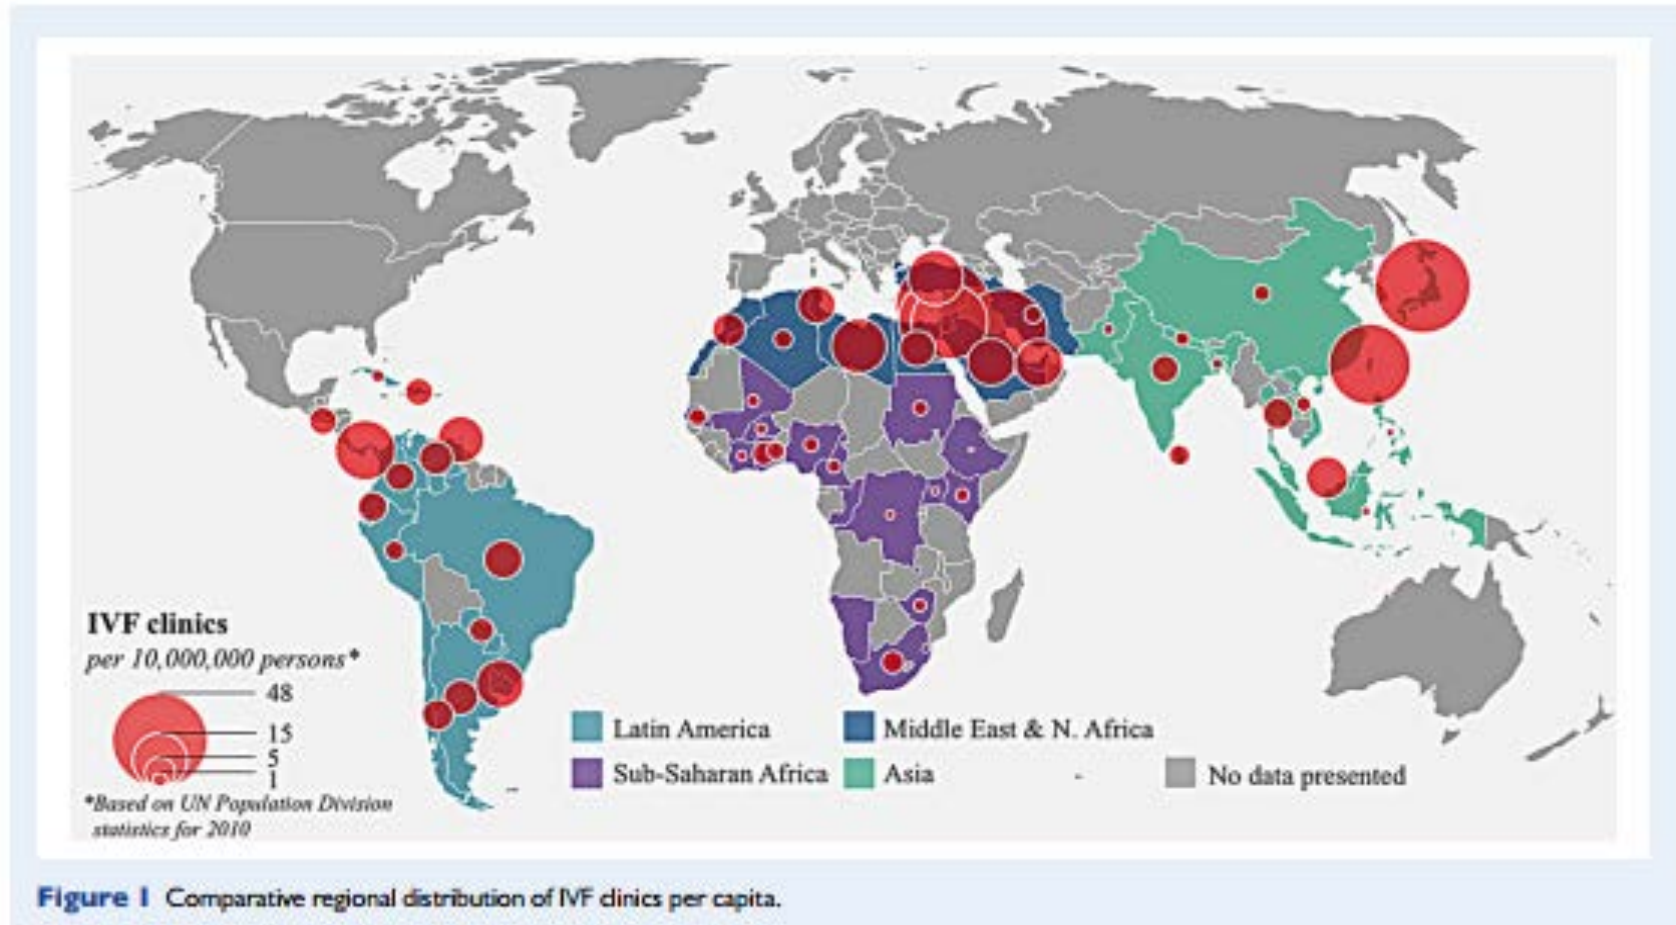 IVF clinics
per 10,000,000 persons*
48
15
5
1
*Based on UN Population Division
statistics for 2010
Latin America
Middle East & N. Africa
Sub-Saharan Africa
Asia
No data presented
Figure 1 Comparative regional distribution of IVF clinics per capita.